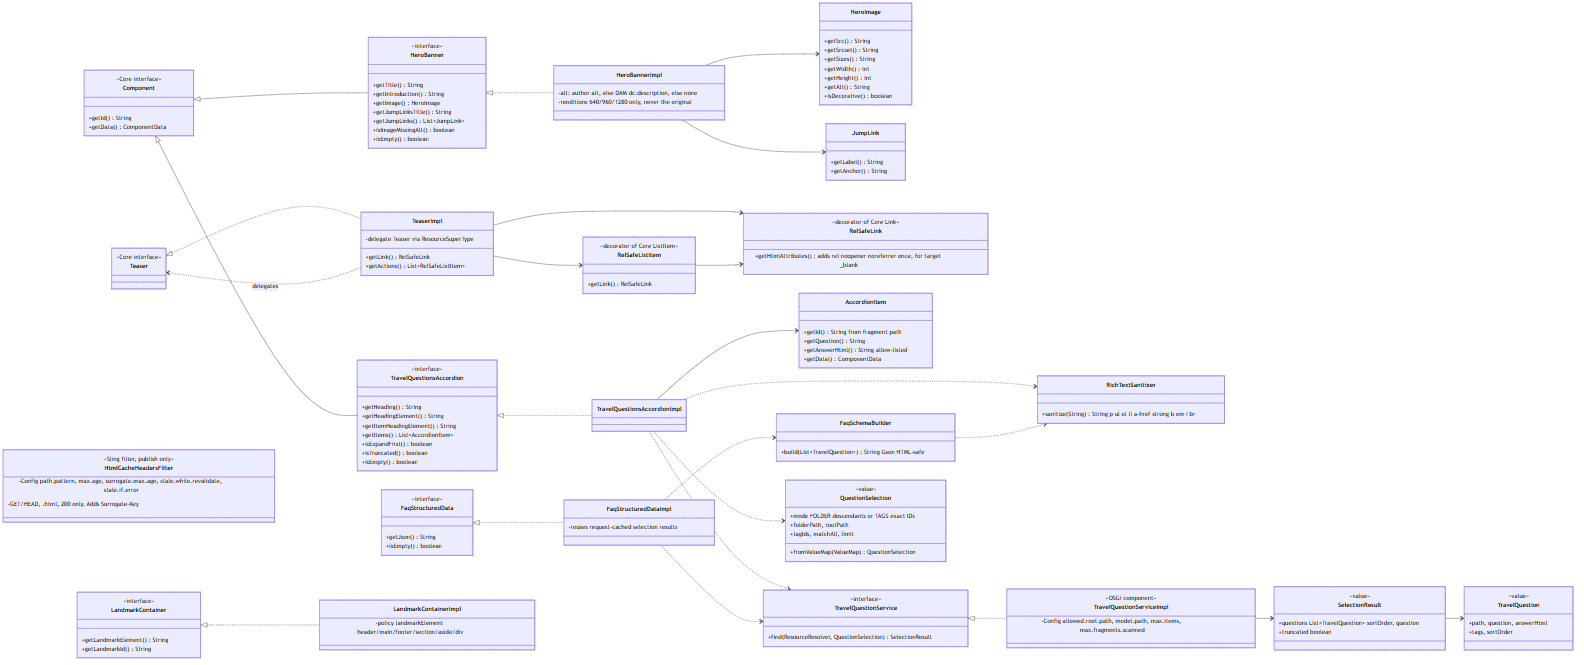 HeroImage
+getSrc() : String
+getSrcset() : String
+getSizes() : String
+getWidth() : int
+getHeight() : int
+getAlt() : String
+isDecorative() : boolean
«interface»
HeroBanner
+getTitle() : String
+getIntroduction() : String
+getImage() : HeroImage
+getJumpLinksTitle() : String
+getJumpLinks() : List<JumpLink>
+isImageMissingAlt() : boolean
+isEmpty() : boolean
HeroBannerImpl
-alt: author alt, else DAM dc:description, else none
-renditions 640/960/1280 only, never the original
«Core interface»
Component
+getId() : String
+getData() : ComponentData
JumpLink
+getLabel() : String
+getAnchor() : String
TeaserImpl
-delegate Teaser via ResourceSuperType
+getLink() : RelSafeLink
+getActions() : List<RelSafeListItem>
«decorator of Core Link»
RelSafeLink
+getHtmlAttributes() : adds rel noopener noreferrer once, for target
_blank
«decorator of Core ListItem»
RelSafeListItem
+getLink() : RelSafeLink
«Core interface»
Teaser
delegates
AccordionItem
+getId() : String from fragment path
+getQuestion() : String
+getAnswerHtml() : String allow-listed
+getData() : ComponentData
«interface»
TravelQuestionsAccordion
+getHeading() : String
+getHeadingElement() : String
+getItemHeadingElement() : String
+getItems() : List<AccordionItem>
+isExpandFirst() : boolean
+isTruncated() : boolean
+isEmpty() : boolean
TravelQuestionsAccordionImpl
RichTextSanitizer
+sanitize(String) : String p ul ol li a-href strong b em i br
FaqSchemaBuilder
+build(List<TravelQuestion>) : String Gson HTML-safe
«Sling filter, publish only»
HtmlCacheHeadersFilter
-Config path.pattern, max.age, surrogate.max.age, stale.while.revalidate,
stale.if.error
-GET/HEAD, .html, 200 only. Adds Surrogate-Key
«interface»
FaqStructuredData
+getJson() : String
+isEmpty() : boolean
FaqStructuredDataImpl
-reuses request-cached selection results
«value»
QuestionSelection
+mode FOLDER descendants or TAGS exact IDs
+folderPath, rootPath
+tagIds, matchAll, limit
+fromValueMap(ValueMap) : QuestionSelection
«interface»
LandmarkContainer
+getLandmarkElement() : String
+getLandmarkId() : String
LandmarkContainerImpl
-policy landmarkElement
header/main/footer/section/aside/div
«interface»
TravelQuestionService
+find(ResourceResolver, QuestionSelection) : SelectionResult
«OSGi component»
TravelQuestionServiceImpl
-Config allowed.root.path, model.path, max.items,
max.fragments.scanned
«value»
SelectionResult
+questions List<TravelQuestion> sortOrder, question
+truncated boolean
«value»
TravelQuestion
+path, question, answerHtml
+tags, sortOrder